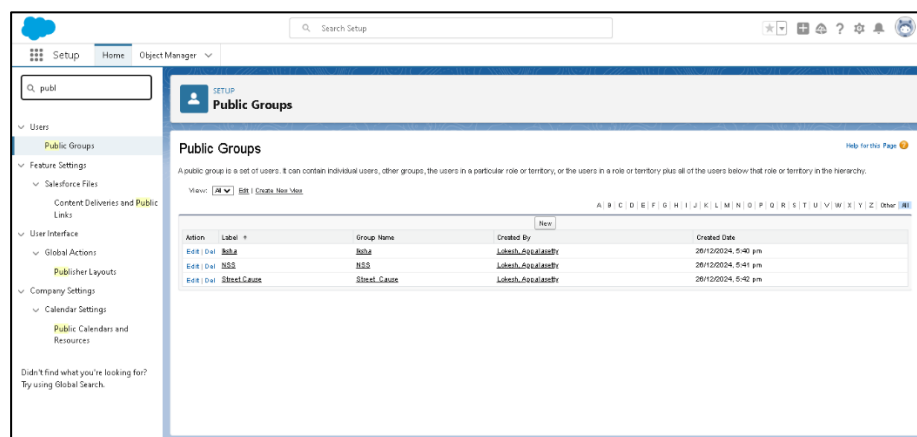 Search Setup
Setup Home Object Manager
publ
SETUP
Public Groups
Users
Public Groups
Feature Settings
Salesforce Files
Content Deliveries and Public
Links
User Interface
Global Actions
Publisher Layouts
Company Settings
Calendar Settings
Public Calendars and
Resources
Didn't find what you're looking for?
Try using Global Search.
Public Groups
Help for this Page
A public group is a set of users. It can contain individual users, other groups, the users in a particular role or territory, or the users in a role or territory plus all of the users below that role or territory in the hierarchy.
View: All Edit | Create New View
A | B | C | D | E | F | G | H | I | J | K | L | M | N | O | P | Q | R | S | T | U | V | W | X | Y | Z | Other | All
New
Action Label Group Name Created By Created Date
Edit | Del Iksha Iksha Lokesh, Appalasetty 26/12/2024, 5:40 pm
Edit | Del NSS NSS Lokesh, Appalasetty 26/12/2024, 5:41 pm
Edit | Del Street Cause Street_Cause Lokesh, Appalasetty 26/12/2024, 5:42 pm